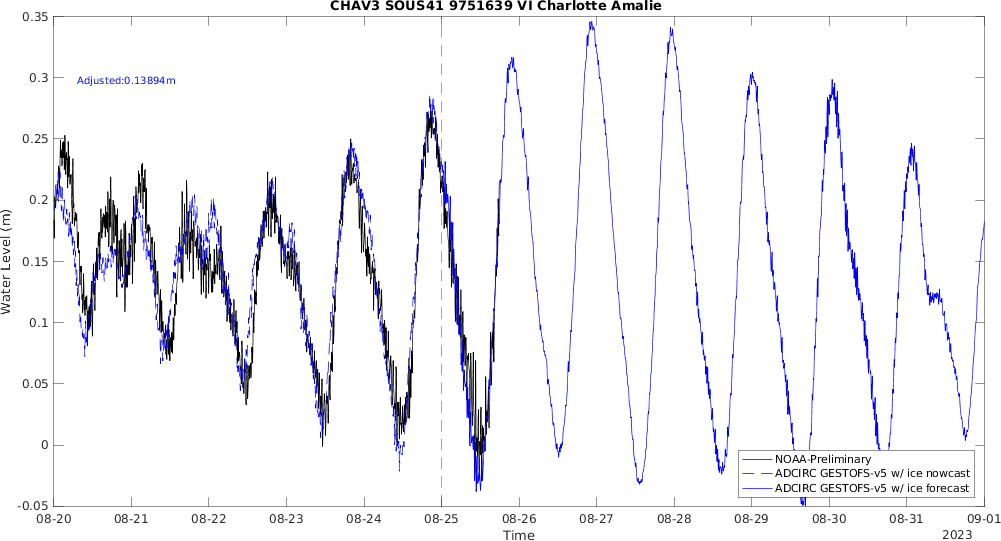 CHAV3 SOUS41 9751639 VI Charlotte Amalie
0.35
0.3
0.25
0.2
0.15
0.1
0.05
0
-0.05
Water Level (m)
Adjusted:0.13894m
NOAA-Preliminary
ADCIRC GESTOFS-v5 w/ ice nowcast
ADCIRC GESTOFS-v5 w/ ice forecast
08-20 08-21 08-22 08-23 08-24 08-25 08-26 08-27 08-28 08-29 08-30 08-31 09-01
Time
2023